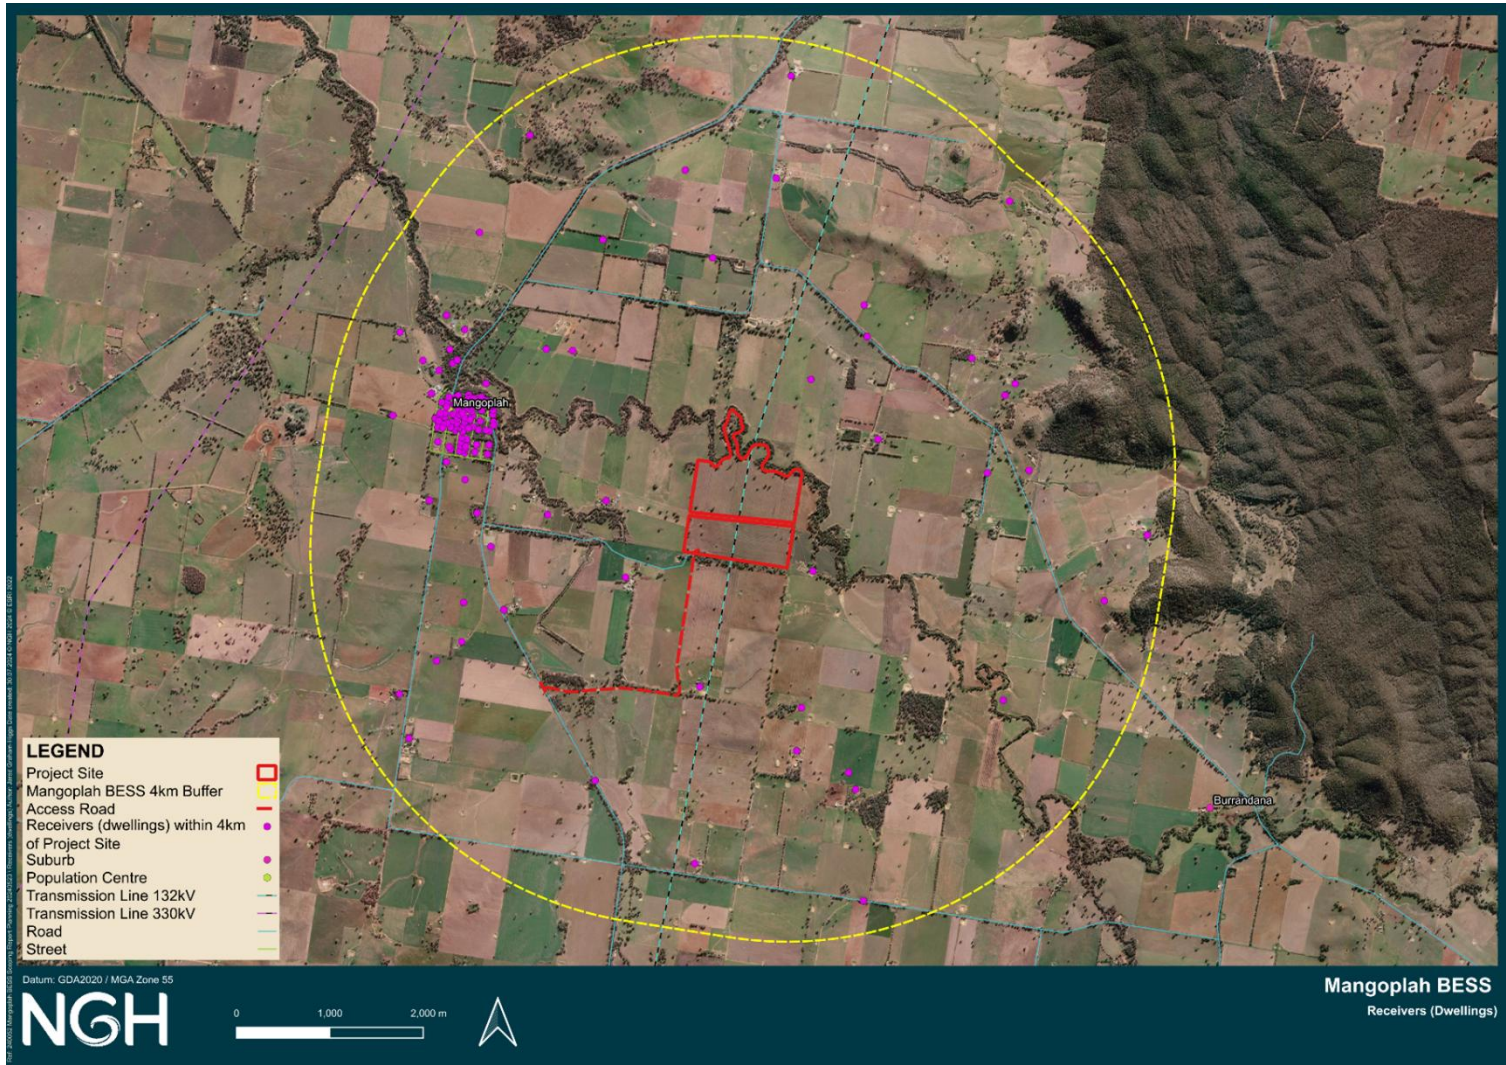 Mangoplah
Burrandana
LEGEND
Project Site
Mangoplah BESS 4km Buffer
Access Road
Receivers (dwellings) within 4km
of Project Site
Suburb
Population Centre
Transmission Line 132kV
Transmission Line 330kV
Road
Street
Datum: GDA2020 / MGA Zone 55
NGH
0 1,000 2,000 m
Mangoplah BESS
Receivers (Dwellings)